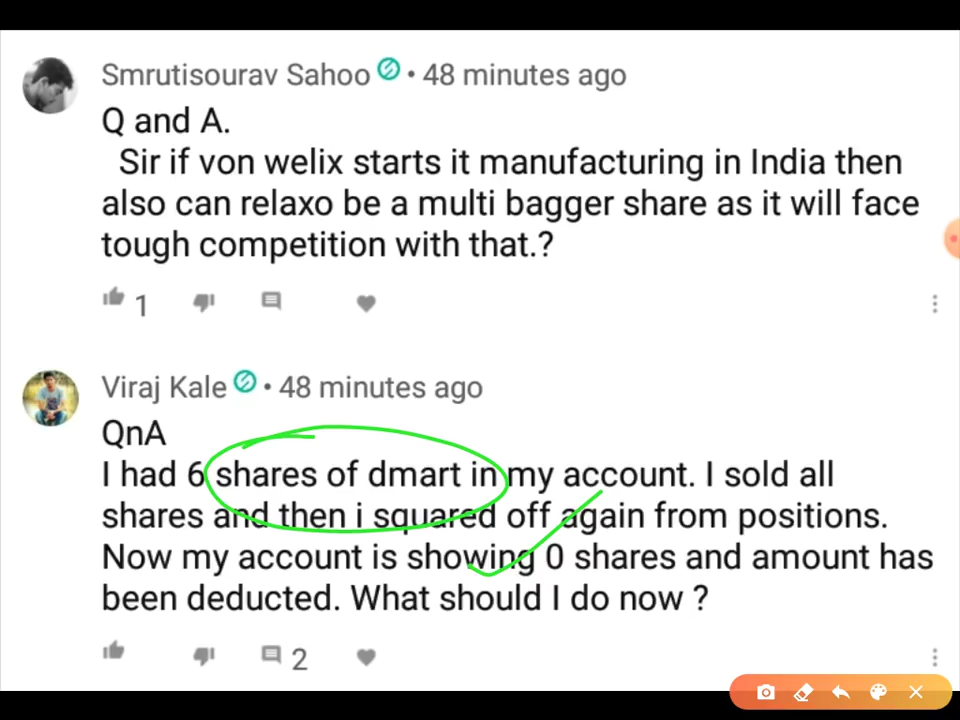 Smrutisourav Sahoo • 48 minutes ago
Q and A.
Sir if von welix starts it manufacturing in India then
also can relaxo be a multi bagger share as it will face
tough competition with that.?
1
Viraj Kale • 48 minutes ago
QnA
I had 6 shares of dmart in my account. I sold all
shares and then i squared off again from positions.
Now my account is showing 0 shares and amount has
been deducted. What should I do now ?
2